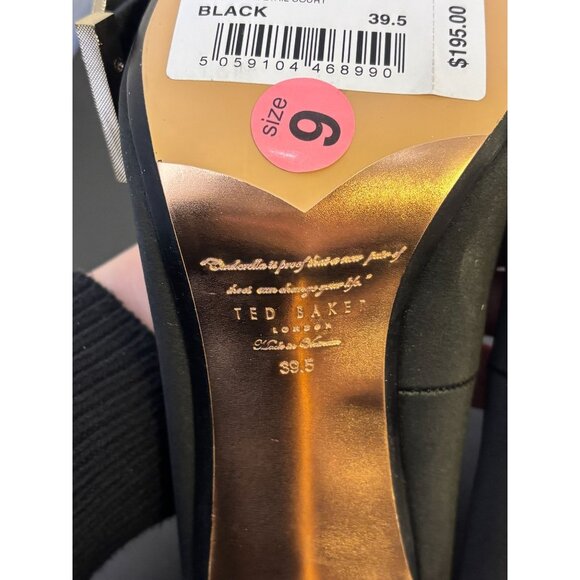 BLACK 39.5
5 059104 468990
$195.00
size 9
"Cinderella is proof that a new pair of
shoes can change your life."
TED BAKER
LONDON
Made in Vietnam
39.5